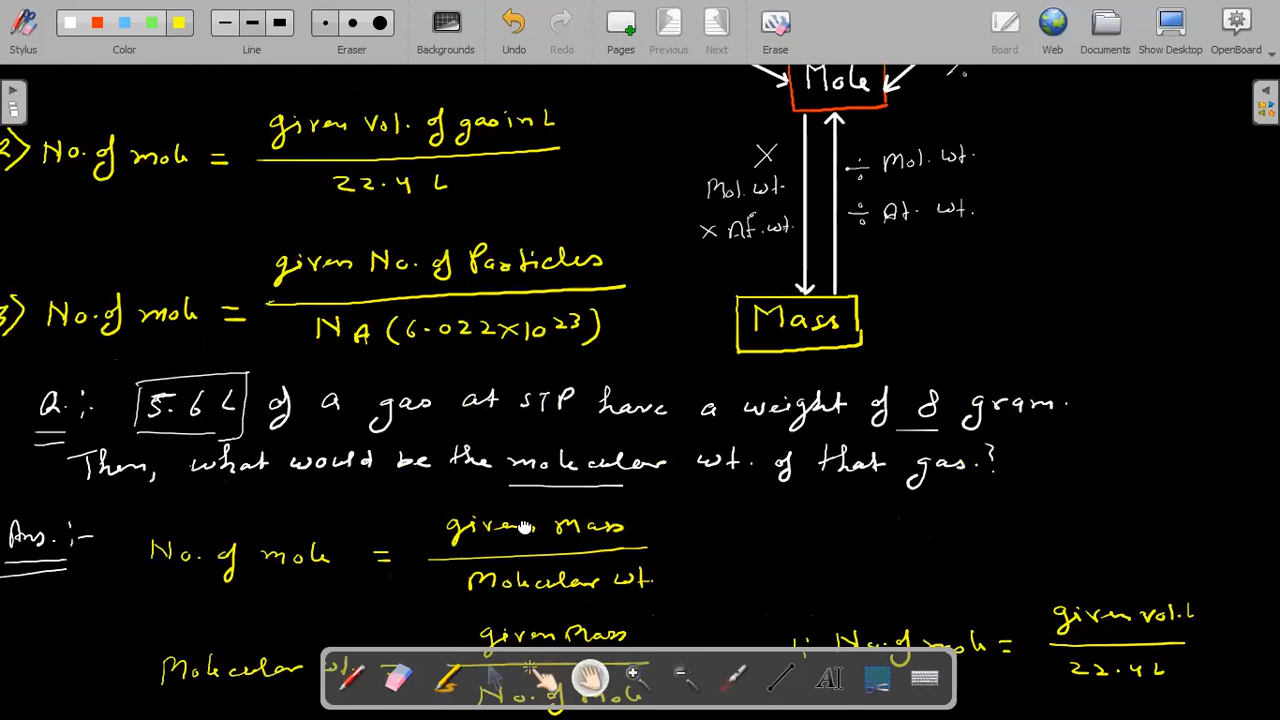 Stylus Color Line Eraser Backgrounds Undo Redo Pages Previous Next Erase Board Web Documents Show Desktop OpenBoard
Mole
2) No. of mole = given vol. of gas in L
22.4 L
X
Mol. wt.
X At. wt.
÷ Mol. wt.
÷ At. wt.
3) No. of mole = given No. of Particles
NA (6.022×10^23)
Mass
Q.:- 5.6 L of a gas at STP have a weight of 8 gram.
Then, what would be the molecular wt. of that gas.?
Ans.:- No. of mole = given Mass
Molecular wt.
Molecular wt. = given Mass
No. of Mole
∵ No. of mole = given vol. L
22.4 L